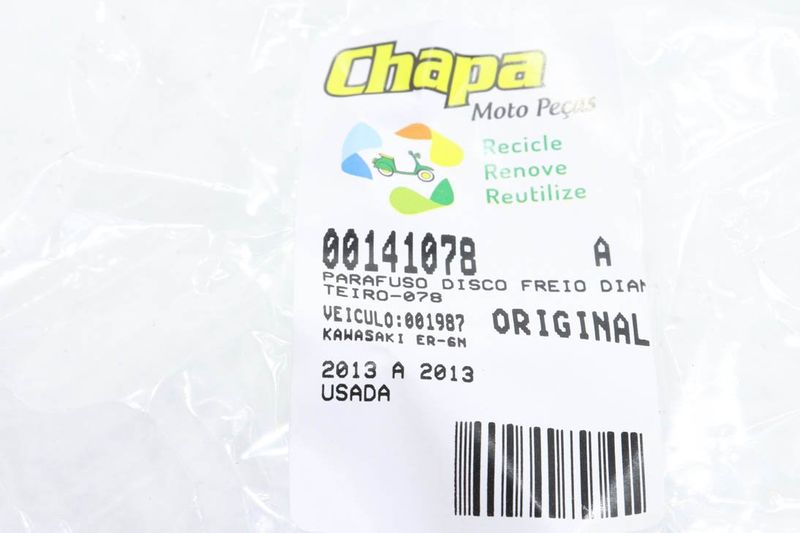 Chapa
Moto Peças
Recicle
Renove
Reutilize
00141078 A
PARAFUSO DISCO FREIO DIAN
TEIRO-078
VEICULO:001987 ORIGINAL
KAWASAKI ER-6N
2013 A 2013
USADA